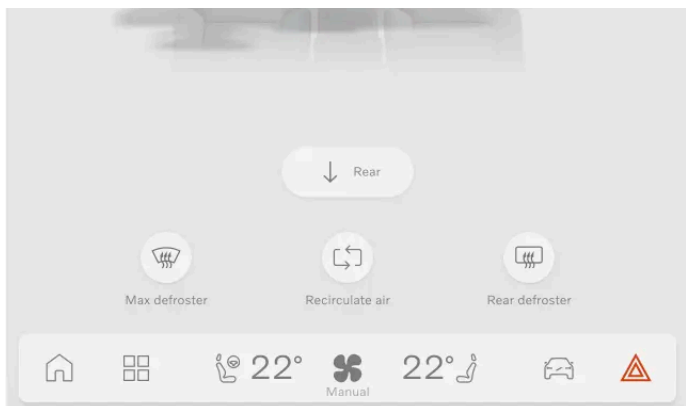 Rear
Max defroster
Recirculate air
Rear defroster
22°
22°
Manual